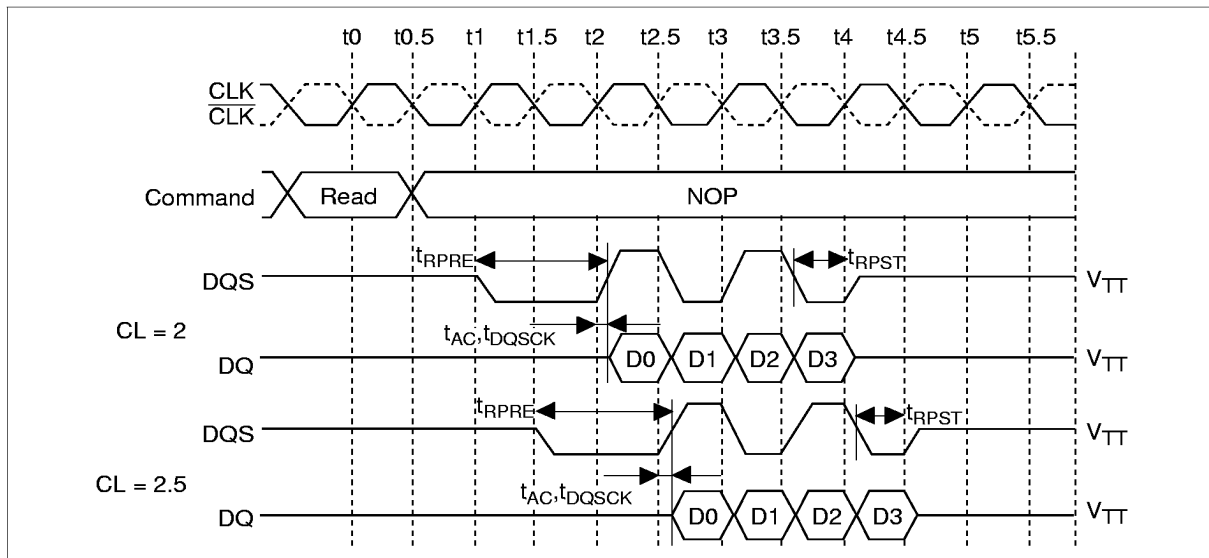 t0 t0.5 t1 t1.5 t2 t2.5 t3 t3.5 t4 t4.5 t5 t5.5
CLK
CLK
Command Read NOP
tRPRE tRPST
DQS VTT
CL = 2
tAC,tDQSCK
DQ D0 D1 D2 D3 VTT
tRPRE tRPST
DQS VTT
CL = 2.5
tAC,tDQSCK
DQ D0 D1 D2 D3 VTT